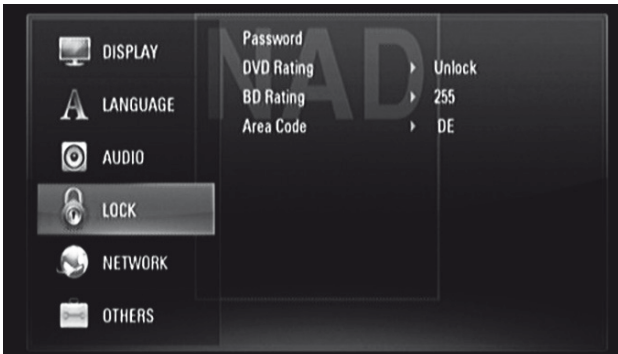 NAD
DISPLAY
LANGUAGE
AUDIO
LOCK
NETWORK
OTHERS
Password
DVD Rating Unlock
BD Rating 255
Area Code DE